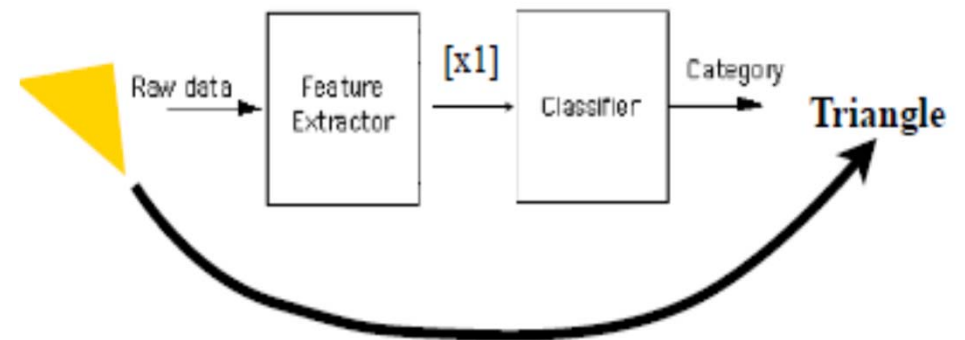 Raw data
Feature
Extractor
[x1]
Classifier
Category
Triangle